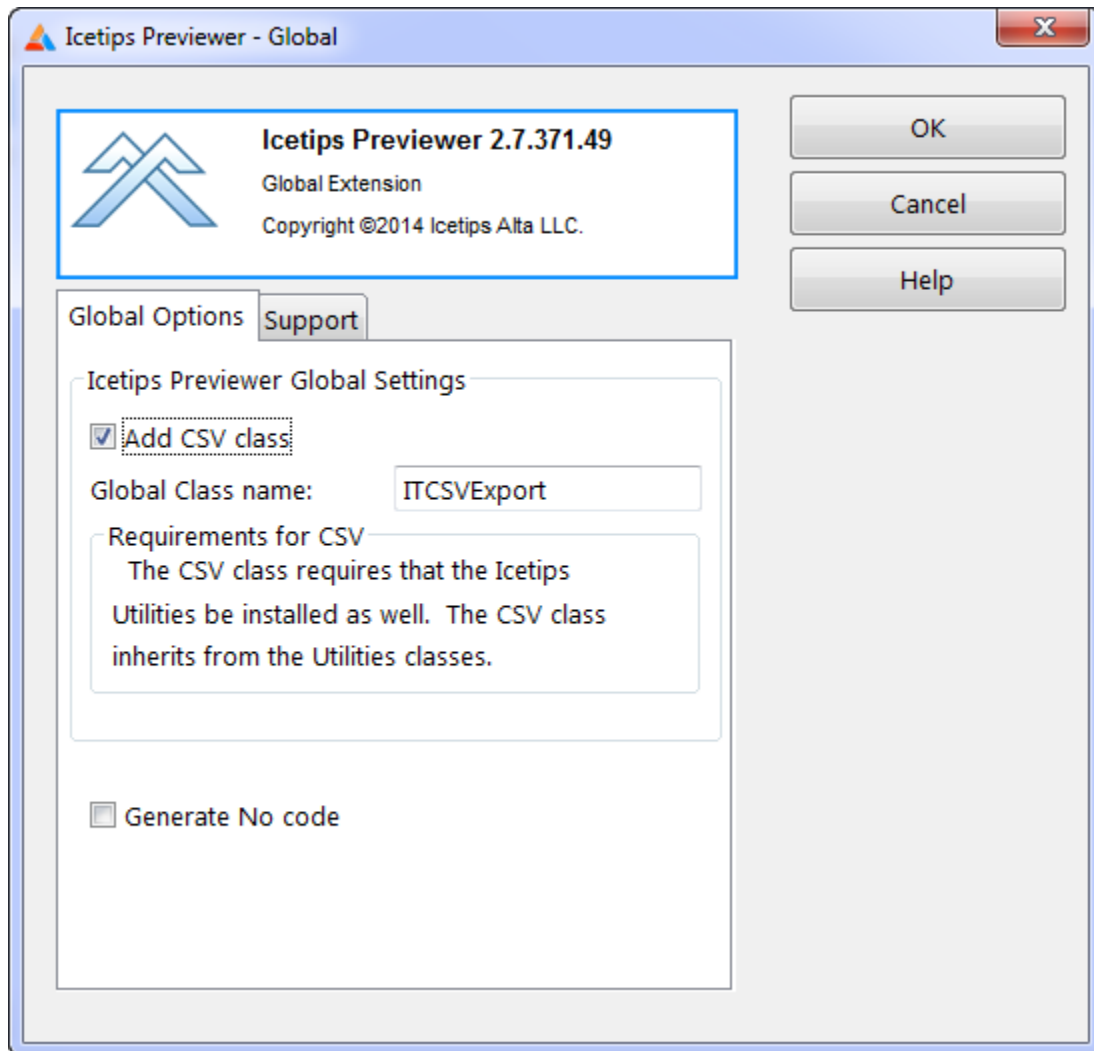 Icetips Previewer - Global
Icetips Previewer 2.7.371.49
Global Extension
Copyright ©2014 Icetips Alta LLC.
OK
Cancel
Help
Global Options
Support
Icetips Previewer Global Settings
Add CSV class
Global Class name:
ITCSVExport
Requirements for CSV
The CSV class requires that the Icetips
Utilities be installed as well. The CSV class
inherits from the Utilities classes.
Generate No code